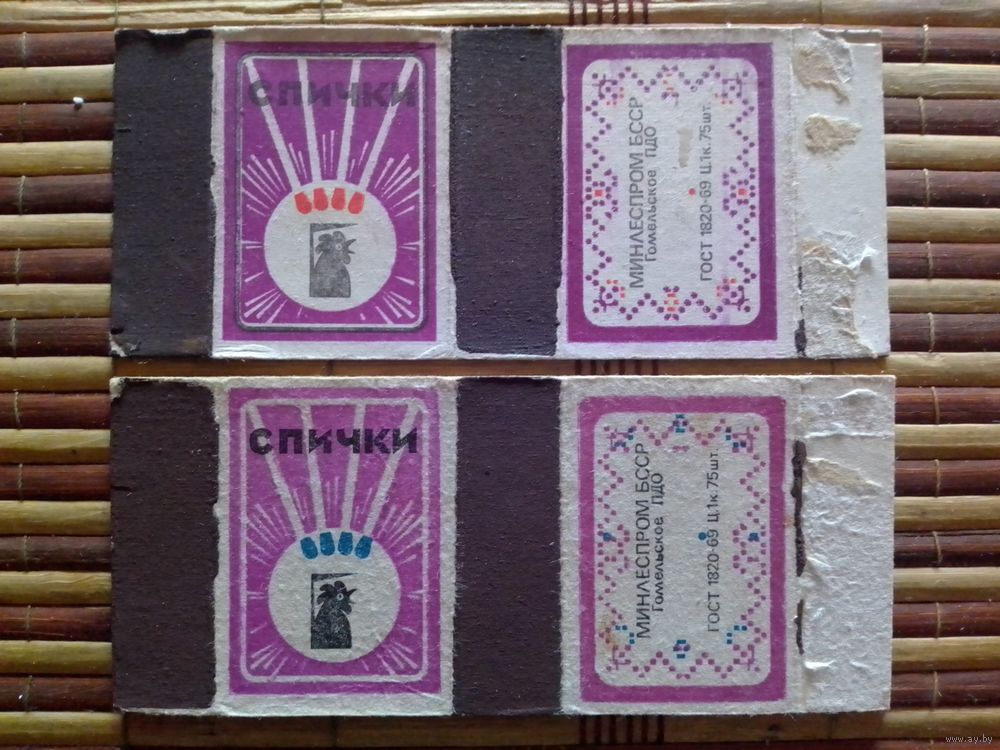 СПИЧКИ
МИНЛЕСПРОМ БССР
Гомельское ПДО
ГОСТ 1820-69 Ц.1к. 75шт.
СПИЧКИ
МИНЛЕСПРОМ БССР
Гомельское ПДО
ГОСТ 1820-69 Ц.1к. 75шт.
www.ay.by